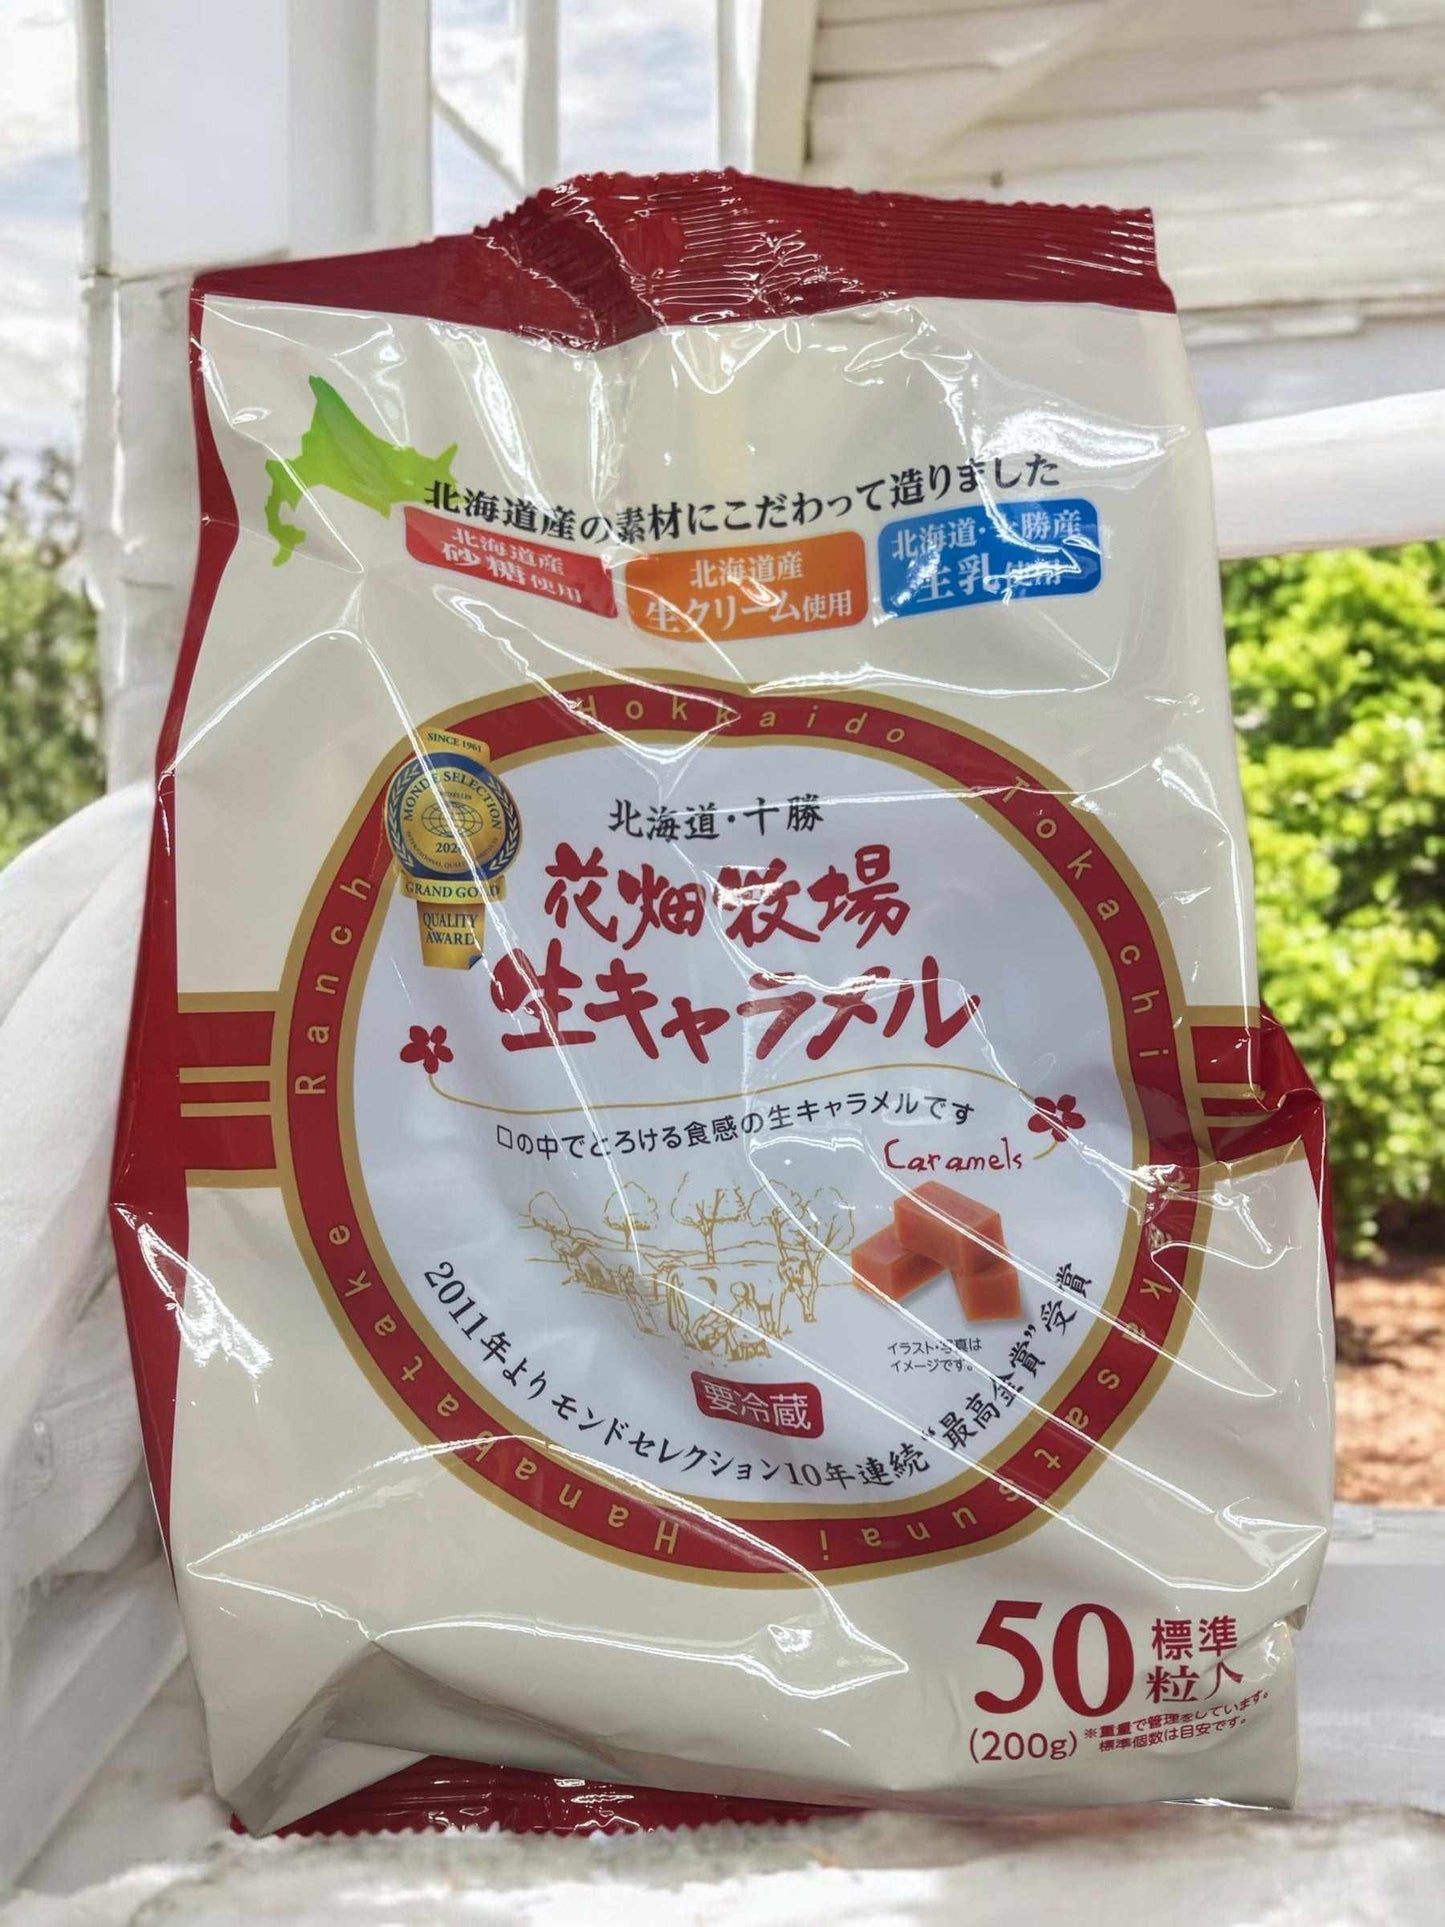 北海道産の素材にこだわって造りました
北海道産
砂糖使用
北海道産
生クリーム使用
北海道・十勝産
生乳使用
Hokkaido Tokachi Nakasatsunai Hanabatake Ranch
SINCE 1961
MONDE SELECTION
BRUSSELS
INTERNATIONAL QUALITY
GRAND GOLD
QUALITY
AWARD
北海道・十勝
花畑牧場
生キャラメル
口の中でとろける食感の生キャラメルです
Caramels
イラスト・写真は
イメージです。
要冷蔵
2011年よりモンドセレクション10年連続“最高金賞”受賞
50標準
粒入
(200g)
※重量で管理をしています。
標準個数は目安です。